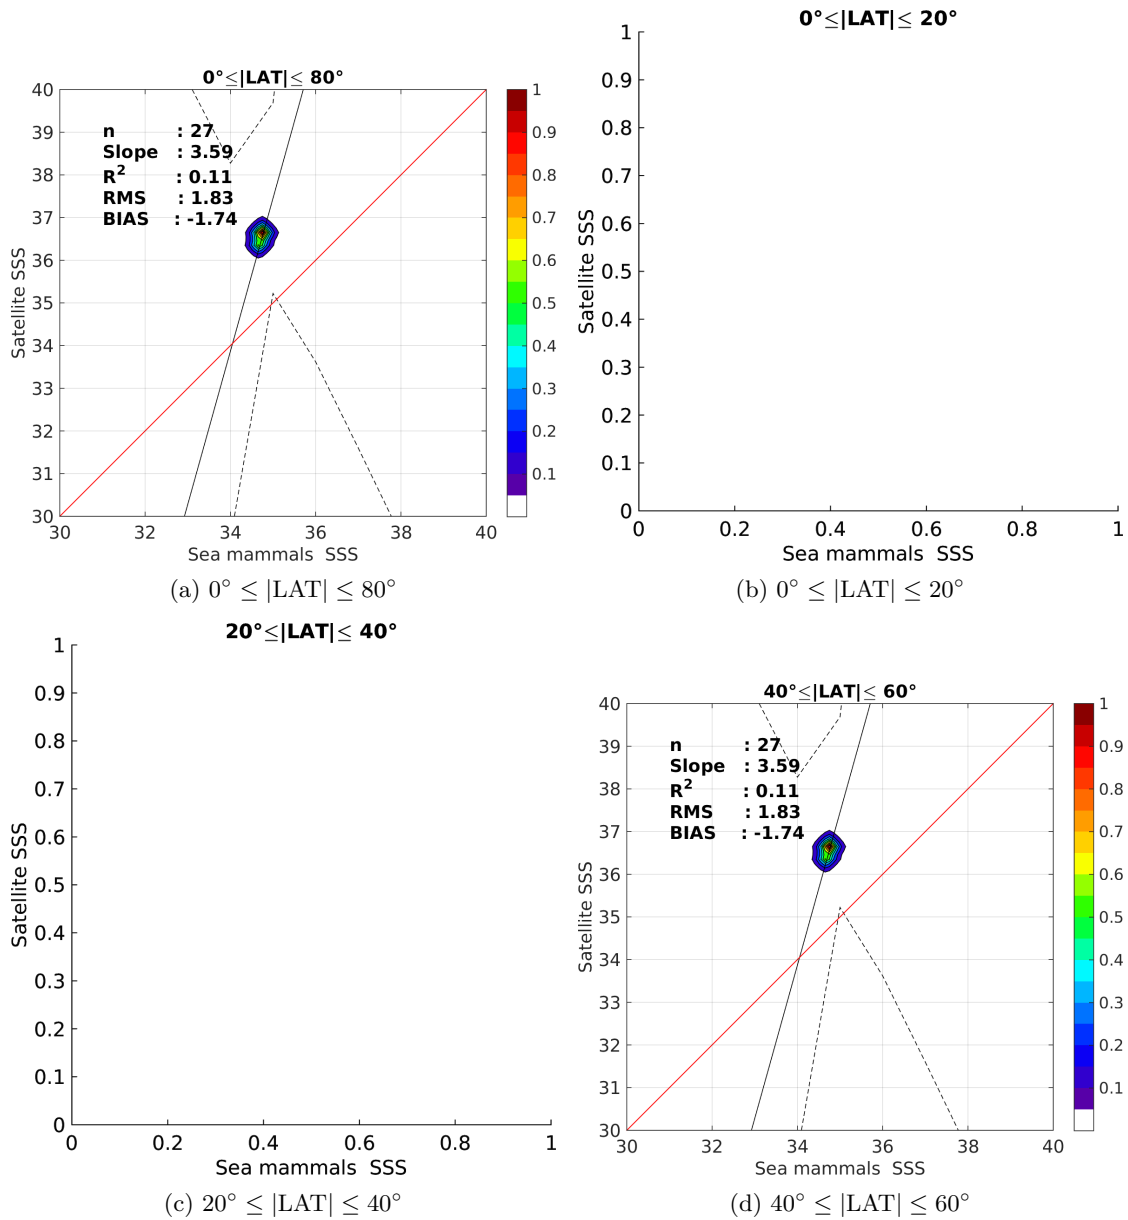 0°≤|LAT|≤ 80°
40
39
38
37
36
35
34
33
32
31
30
30 32 34 36 38 40
Satellite SSS
Sea mammals SSS
n : 27
Slope : 3.59
R² : 0.11
RMS : 1.83
BIAS : -1.74
1
0.9
0.8
0.7
0.6
0.5
0.4
0.3
0.2
0.1
(a) 0° ≤ |LAT| ≤ 80°
0°≤|LAT|≤ 20°
1
0.9
0.8
0.7
0.6
0.5
0.4
0.3
0.2
0.1
0
0 0.2 0.4 0.6 0.8 1
Satellite SSS
Sea mammals SSS
(b) 0° ≤ |LAT| ≤ 20°
20°≤|LAT|≤ 40°
1
0.9
0.8
0.7
0.6
0.5
0.4
0.3
0.2
0.1
0
0 0.2 0.4 0.6 0.8 1
Satellite SSS
Sea mammals SSS
(c) 20° ≤ |LAT| ≤ 40°
40°≤|LAT|≤ 60°
40
39
38
37
36
35
34
33
32
31
30
30 32 34 36 38 40
Satellite SSS
Sea mammals SSS
n : 27
Slope : 3.59
R² : 0.11
RMS : 1.83
BIAS : -1.74
1
0.9
0.8
0.7
0.6
0.5
0.4
0.3
0.2
0.1
(d) 40° ≤ |LAT| ≤ 60°